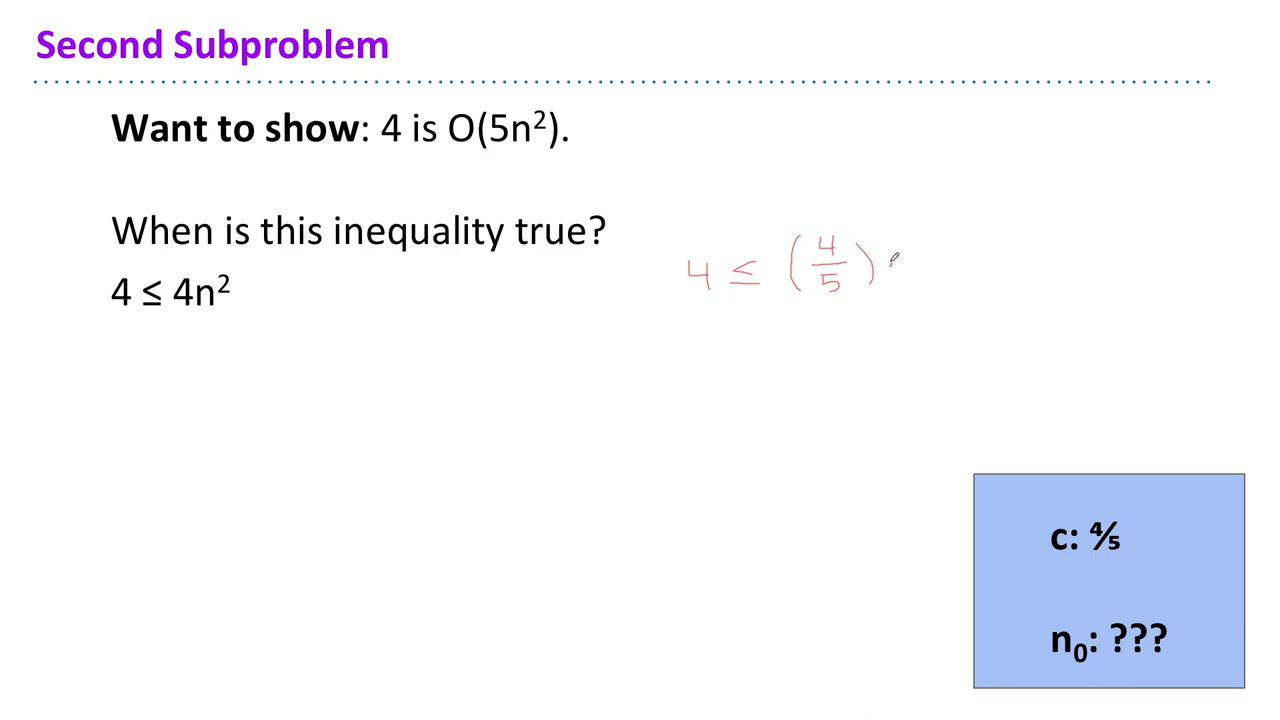 Second Subproblem
Want to show: 4 is O(5n²).
When is this inequality true?
4 ≤ 4n²
4 ≤ (4/5)
c: ⅘
n₀: ???